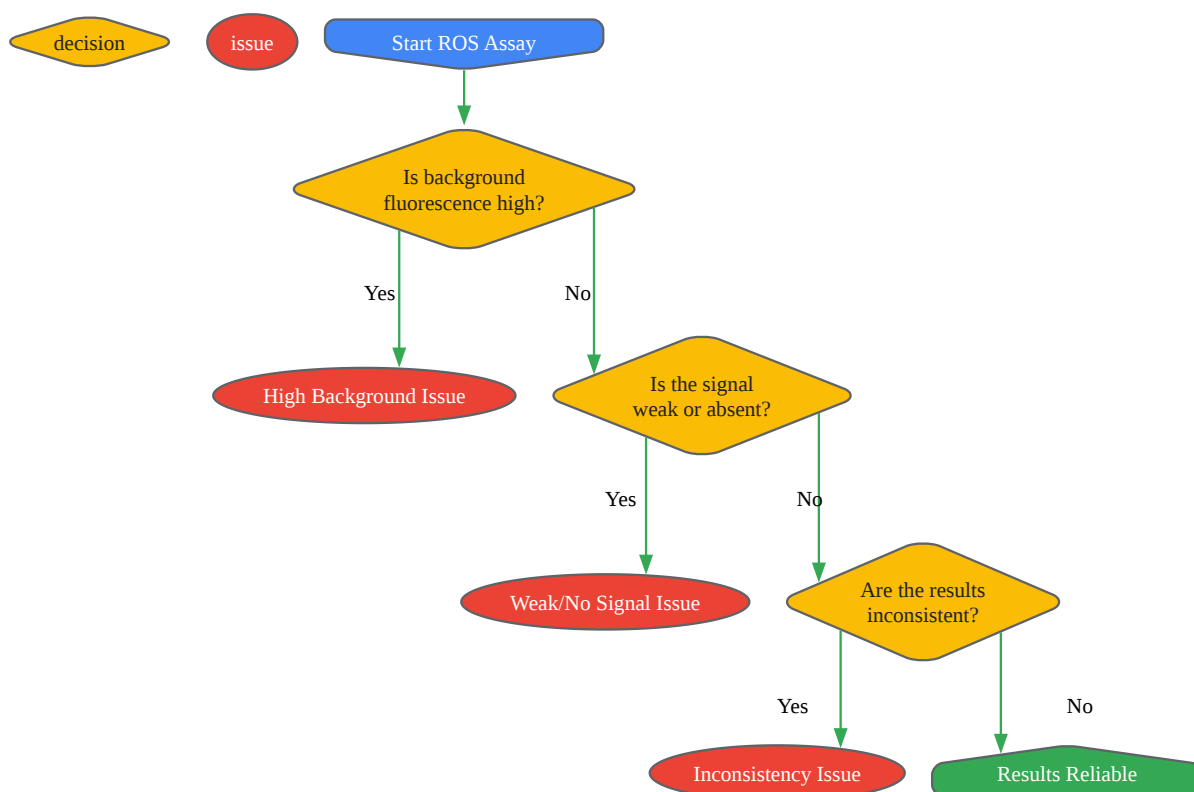 decision
issue
Start ROS Assay
Is background
fluorescence high?
Yes
No
High Background Issue
Is the signal
weak or absent?
Yes
No
Weak/No Signal Issue
Are the results
inconsistent?
Yes
No
Inconsistency Issue
Results Reliable